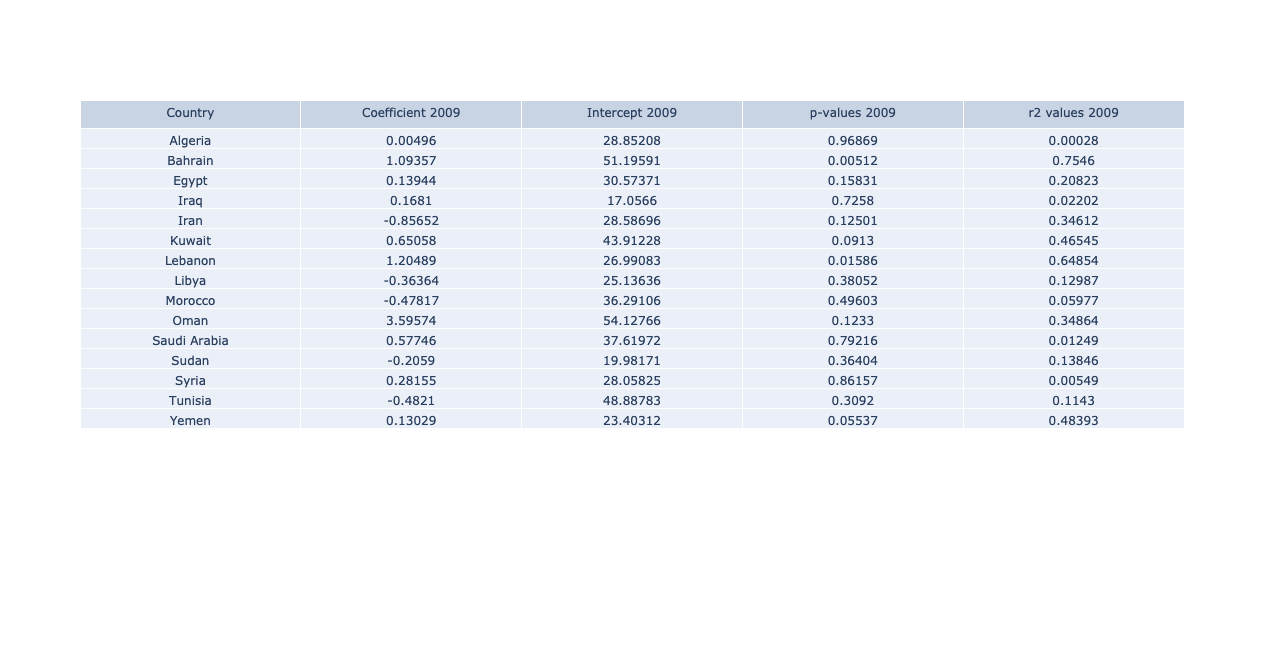 Country Coefficient 2009 Intercept 2009 p-values 2009 r2 values 2009
Algeria 0.00496 28.85208 0.96869 0.00028
Bahrain 1.09357 51.19591 0.00512 0.7546
Egypt 0.13944 30.57371 0.15831 0.20823
Iraq 0.1681 17.0566 0.7258 0.02202
Iran -0.85652 28.58696 0.12501 0.34612
Kuwait 0.65058 43.91228 0.0913 0.46545
Lebanon 1.20489 26.99083 0.01586 0.64854
Libya -0.36364 25.13636 0.38052 0.12987
Morocco -0.47817 36.29106 0.49603 0.05977
Oman 3.59574 54.12766 0.1233 0.34864
Saudi Arabia 0.57746 37.61972 0.79216 0.01249
Sudan -0.2059 19.98171 0.36404 0.13846
Syria 0.28155 28.05825 0.86157 0.00549
Tunisia -0.4821 48.88783 0.3092 0.1143
Yemen 0.13029 23.40312 0.05537 0.48393